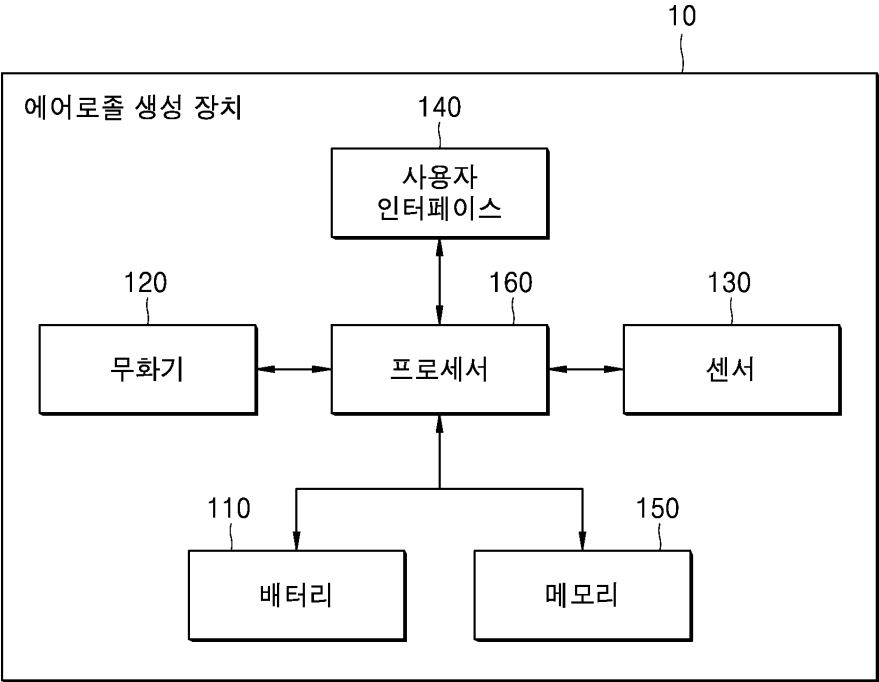 10
에어로졸 생성 장치
140
사용자
인터페이스
120
160
130
무화기
프로세서
센서
110
150
배터리
메모리